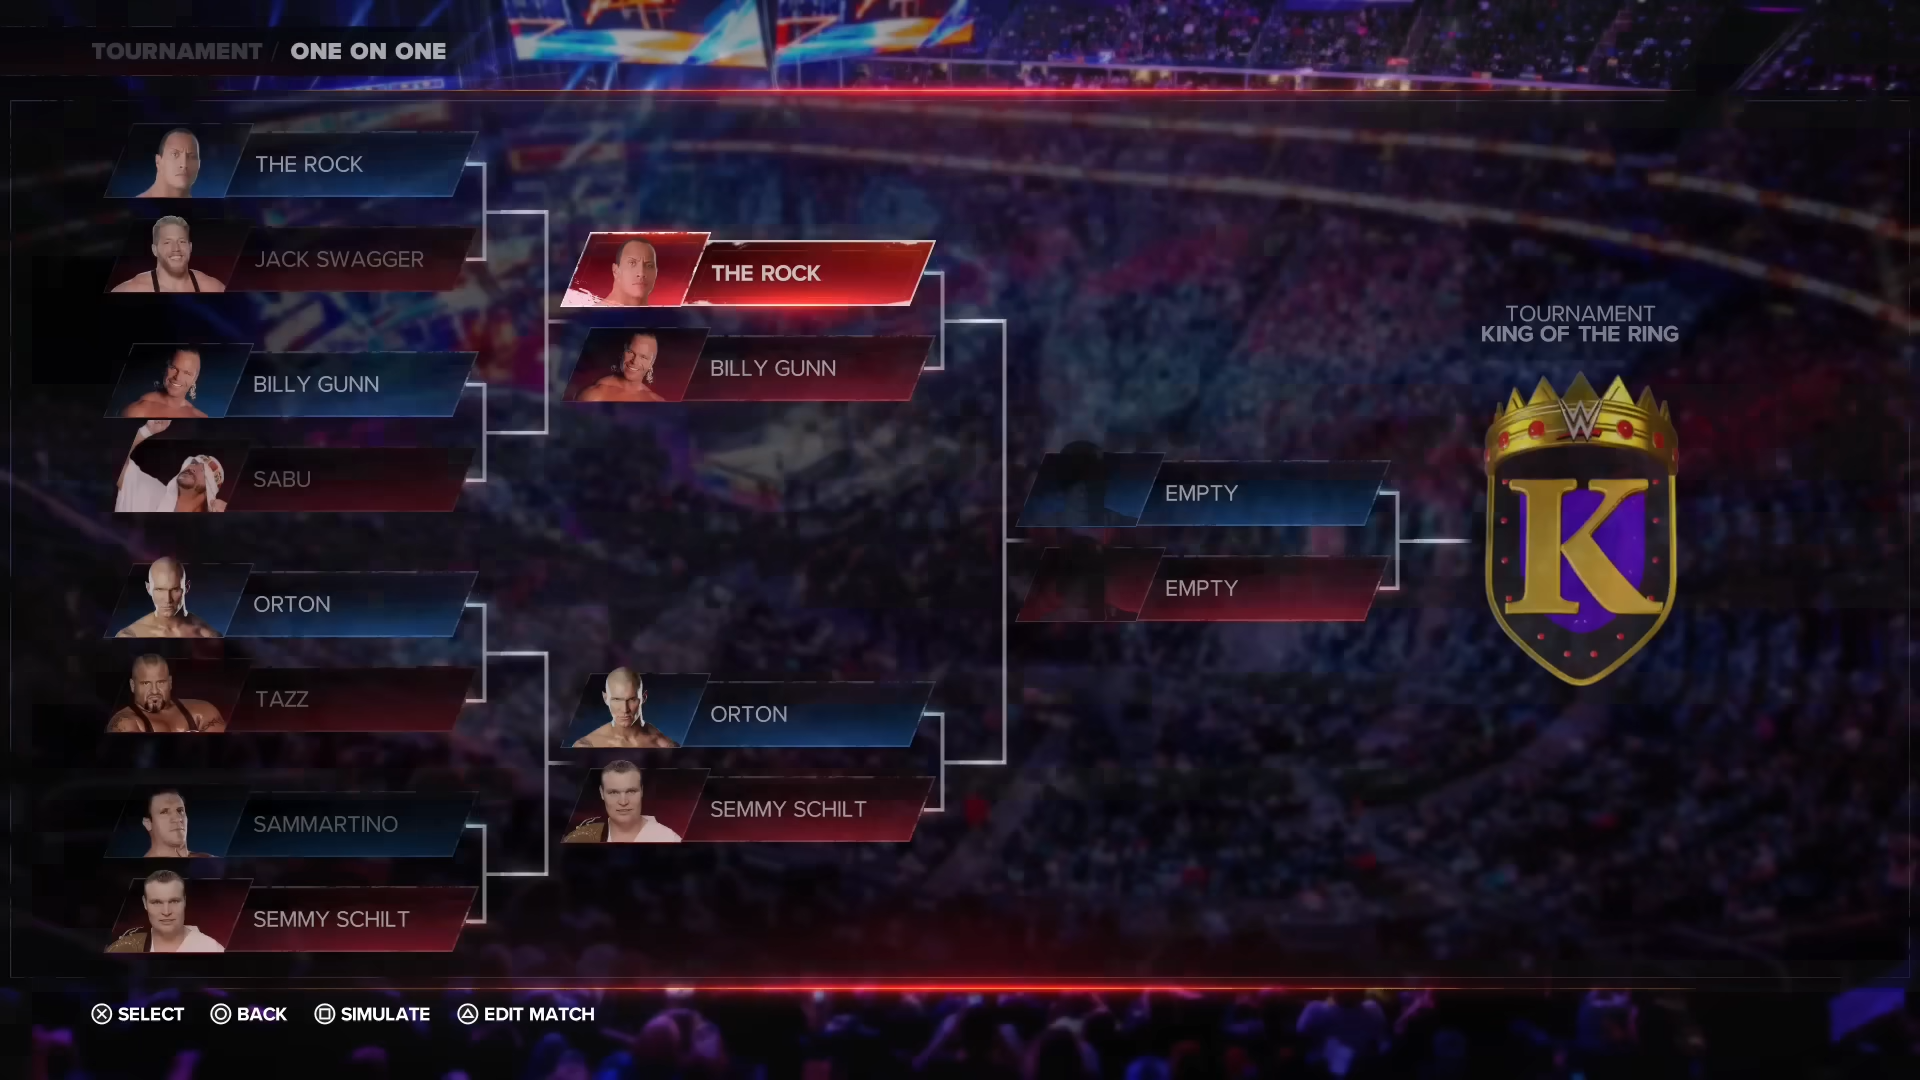 TOURNAMENT / ONE ON ONE
THE ROCK
JACK SWAGGER
BILLY GUNN
SABU
ORTON
TAZZ
SAMMARTINO
SEMMY SCHILT
THE ROCK
BILLY GUNN
ORTON
SEMMY SCHILT
EMPTY
EMPTY
TOURNAMENT
KING OF THE RING
W
K
SELECT BACK SIMULATE EDIT MATCH